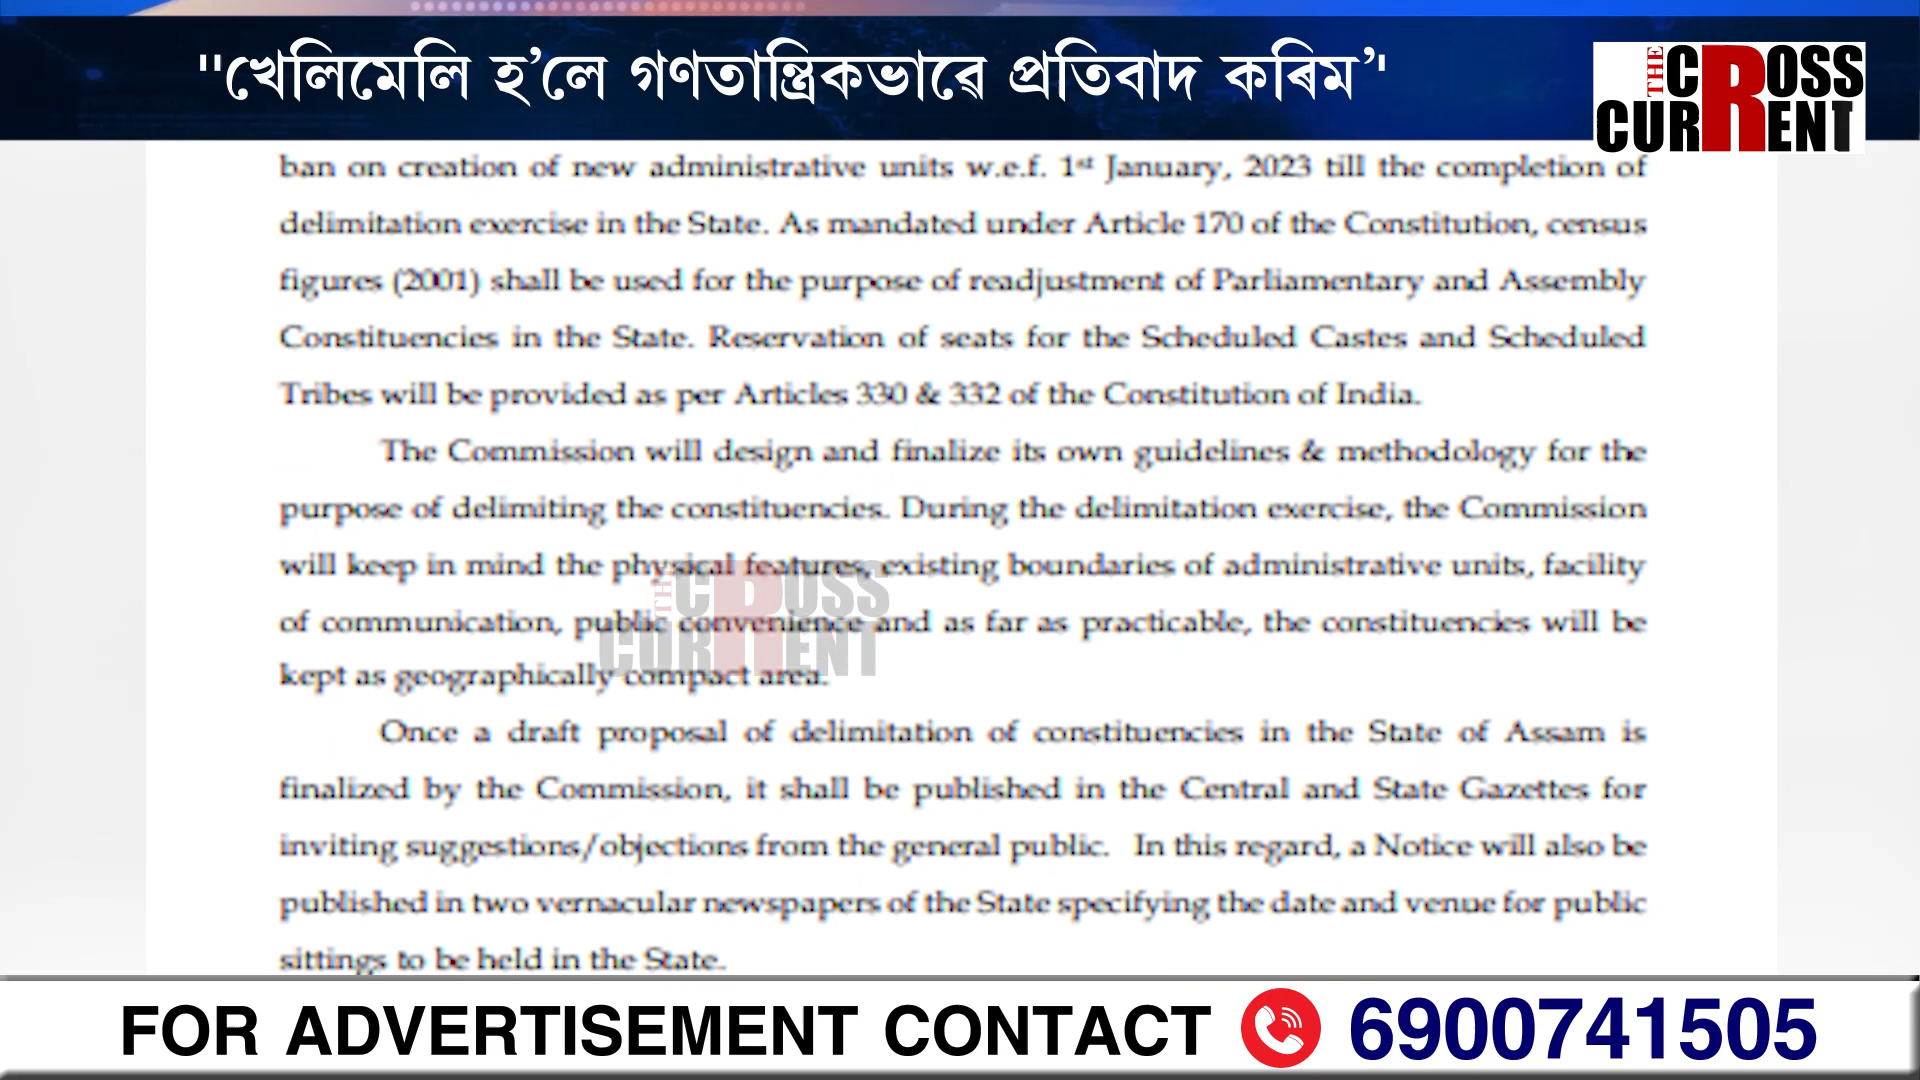 "খেলিমেলি হ'লে গণতান্ত্ৰিকভাৱে প্ৰতিবাদ কৰিম'"
THE CROSS CURRENT
ban on creation of new administrative units w.e.f. 1st January, 2023 till the completion of
delimitation exercise in the State. As mandated under Article 170 of the Constitution, census
figures (2001) shall be used for the purpose of readjustment of Parliamentary and Assembly
Constituencies in the State. Reservation of seats for the Scheduled Castes and Scheduled
Tribes will be provided as per Articles 330 & 332 of the Constitution of India.
The Commission will design and finalize its own guidelines & methodology for the
purpose of delimiting the constituencies. During the delimitation exercise, the Commission
will keep in mind the physical features, existing boundaries of administrative units, facility
of communication, public convenience and as far as practicable, the constituencies will be
kept as geographically compact area.
THE CROSS CURRENT
Once a draft proposal of delimitation of constituencies in the State of Assam is
finalized by the Commission, it shall be published in the Central and State Gazettes for
inviting suggestions/objections from the general public. In this regard, a Notice will also be
published in two vernacular newspapers of the State specifying the date and venue for public
sittings to be held in the State.
FOR ADVERTISEMENT CONTACT 6900741505